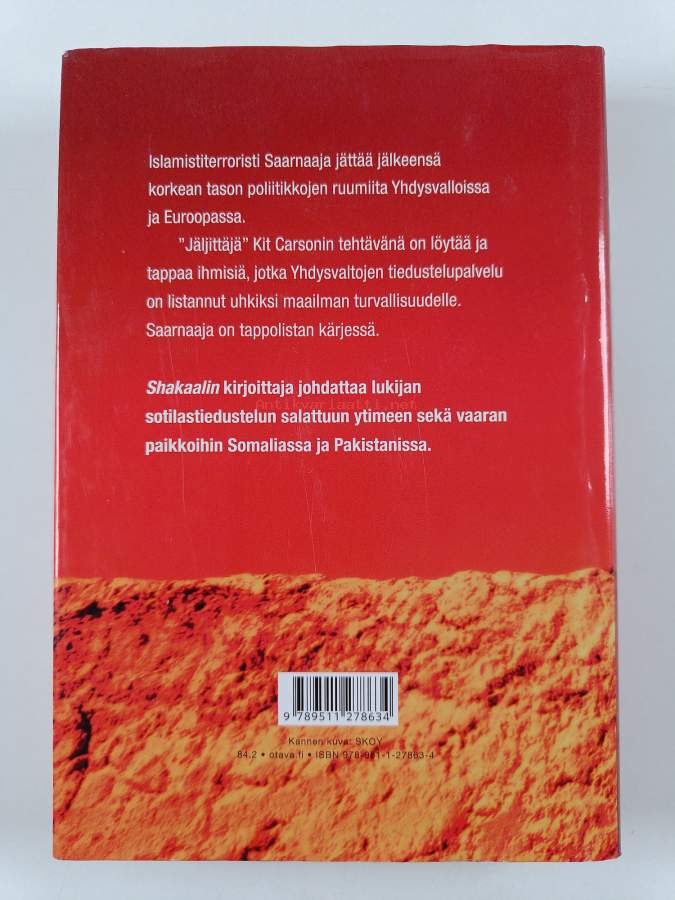 Islamistiterroristi Saarnaaja jättää jälkeensä
korkean tason poliitikkojen ruumiita Yhdysvalloissa
ja Euroopassa.
”Jäljittäjä” Kit Carsonin tehtävänä on löytää ja
tappaa ihmisiä, jotka Yhdysvaltojen tiedustelupalvelu
on listannut uhkiksi maailman turvallisuudelle.
Saarnaaja on tappolistan kärjessä.
Shakaalin kirjoittaja johdattaa lukijan
Antikvariaatti.net
sotilastiedustelun salattuun ytimeen sekä vaaran
paikkoihin Somaliassa ja Pakistanissa.
9 789511 278634
Kannen kuva: SKOY
84.2 • otava.fi • ISBN 978-951-1-27863-4